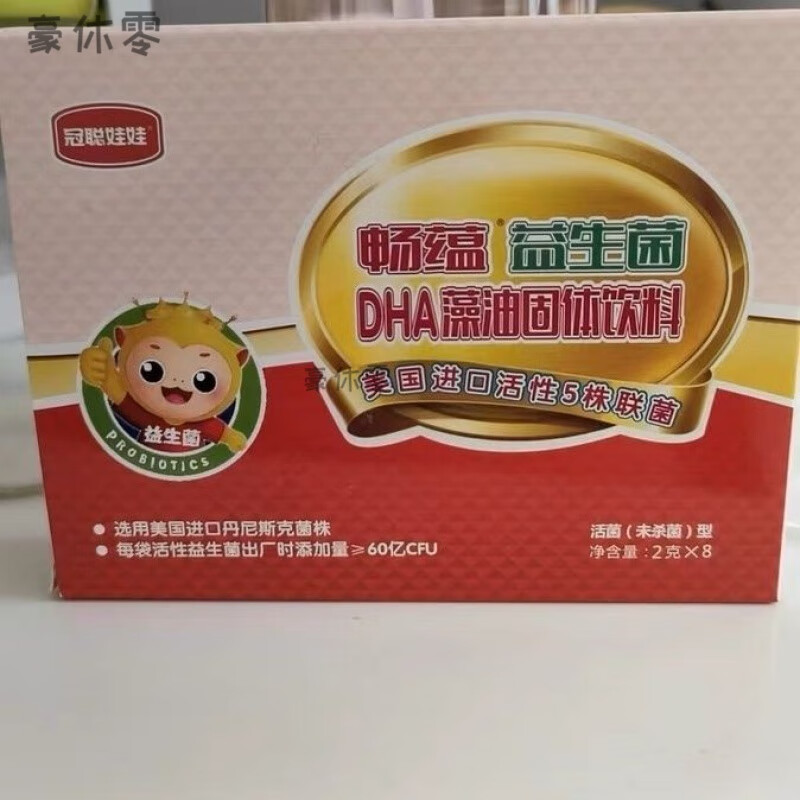 豪休零
冠聪娃娃
畅蕴®益生菌
DHA藻油固体饮料
豪休
美国进口活性5株联菌
益生菌
PROBIOTICS
● 选用美国进口丹尼斯克菌株
● 每袋活性益生菌出厂时添加量≥60亿CFU
活菌(未杀菌)型
净含量:2克×8